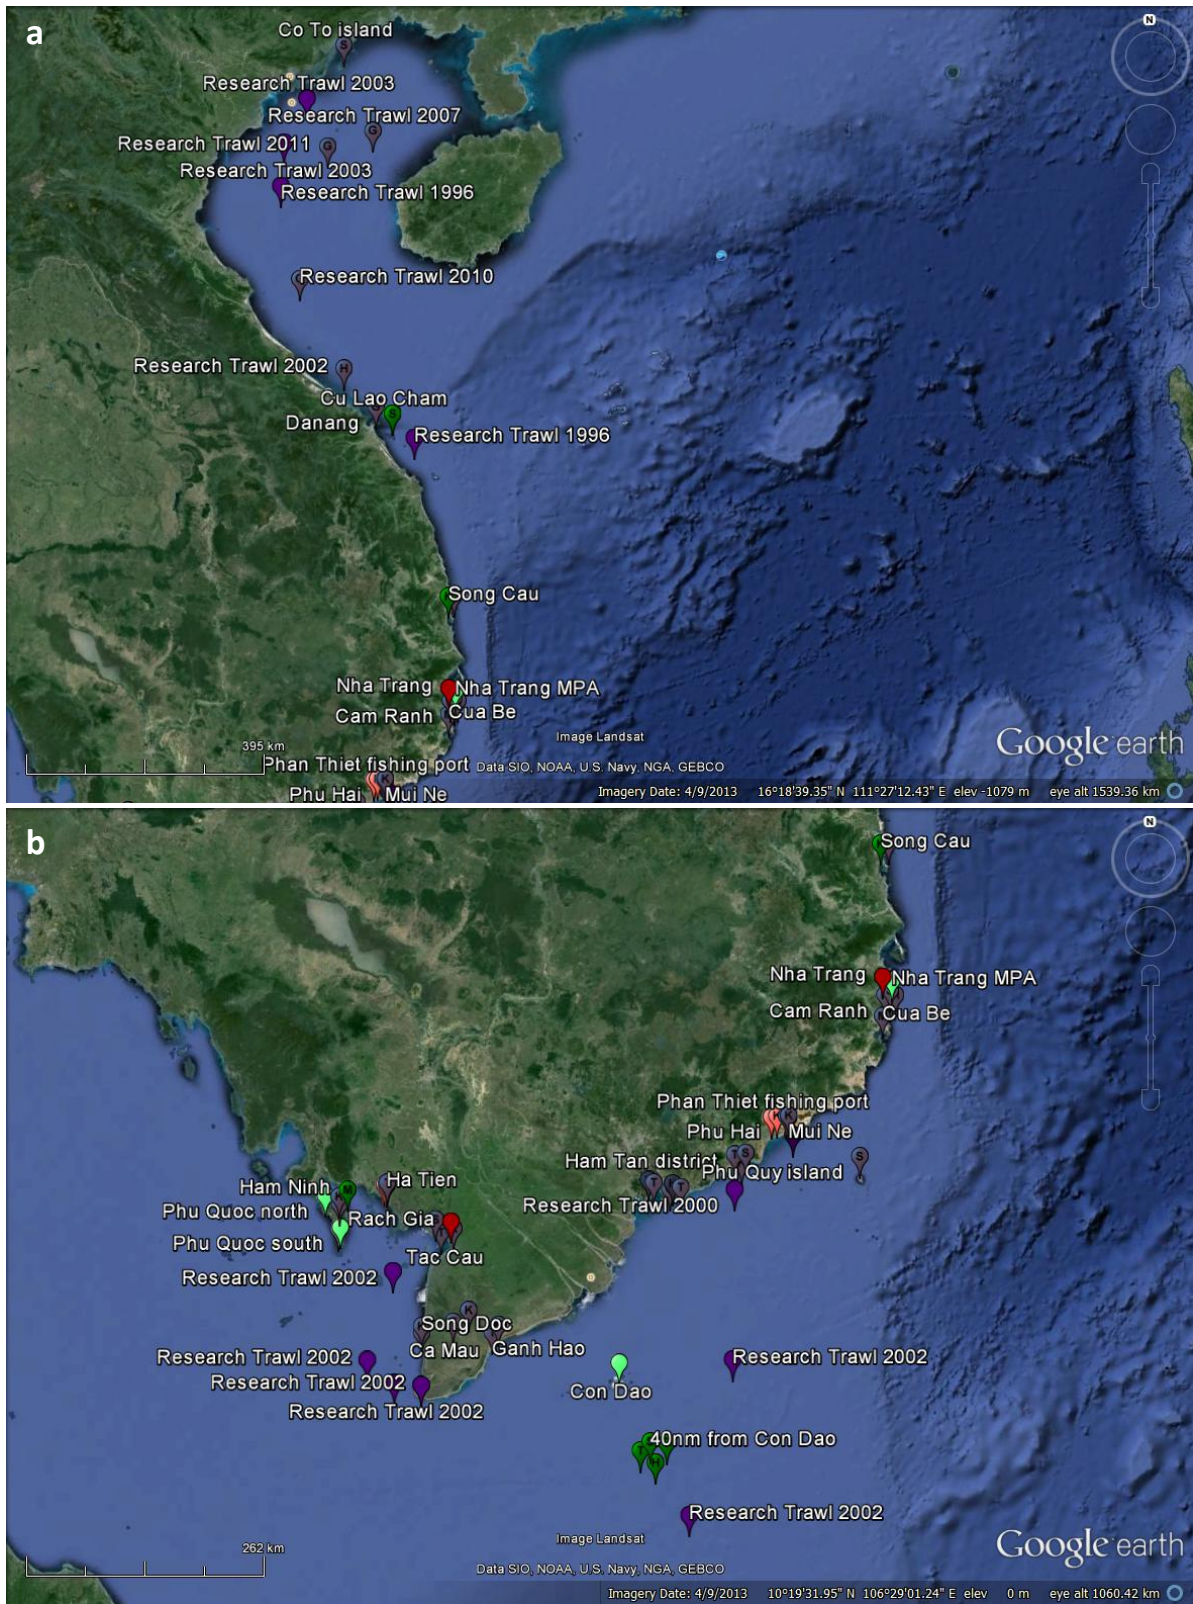 a
N
Co To island
S
Research Trawl 2003
Research Trawl 2007
G
Research Trawl 2011
G
Research Trawl 2003
Research Trawl 1996
Research Trawl 2010
Research Trawl 2002
H
Cu Lao Cham
S
Danang
Research Trawl 1996
Song Cau
Nha Trang
Nha Trang MPA
Cam Ranh
Cua Be
Image Landsat
Google earth
395 km
Phan Thiet fishing port
Data SIO, NOAA, U.S. Navy, NGA, GEBCO
K
Phu Hai
Mui Ne
Imagery Date: 4/9/2013 16°18'39.35" N 111°27'12.43" E elev -1079 m eye alt 1539.36 km
b
N
Song Cau
Nha Trang
Nha Trang MPA
Cam Ranh
Cua Be
Phan Thiet fishing port
K
Phu Hai
Mui Ne
Ham Tan district
T
S
Phu Quy island
S
Ham Ninh
M
Ha Tien
T
Research Trawl 2000
Phu Quoc north
Rach Gia
Phu Quoc south
Tac Cau
Research Trawl 2002
K
Song Doc
Ca Mau
Ganh Hao
Research Trawl 2002
Research Trawl 2002
Con Dao
Research Trawl 2002
Research Trawl 2002
40nm from Con Dao
T
H
Research Trawl 2002
Image Landsat
Google earth
262 km
Data SIO, NOAA, U.S. Navy, NGA, GEBCO
Imagery Date: 4/9/2013 10°19'31.95" N 106°29'01.24" E elev 0 m eye alt 1060.42 km